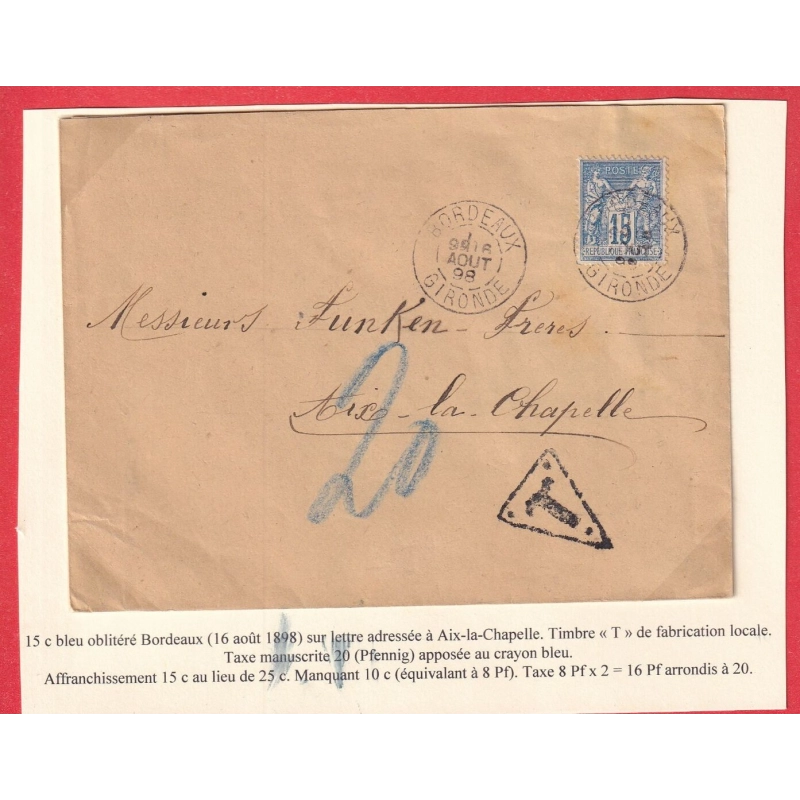 POSTE
15
REPUBLIQUE FRANÇAISE
BORDEAUX
GIRONDE
BORDEAUX
16
AOUT
98
GIRONDE
Messieurs Funken-Freres.
Aix-la-Chapelle
20
T
15 c bleu oblitéré Bordeaux (16 août 1898) sur lettre adressée à Aix-la-Chapelle. Timbre « T » de fabrication locale.
Taxe manuscrite 20 (Pfennig) apposée au crayon bleu.
Affranchissement 15 c au lieu de 25 c. Manquant 10 c (équivalant à 8 Pf). Taxe 8 Pf x 2 = 16 Pf arrondis à 20.